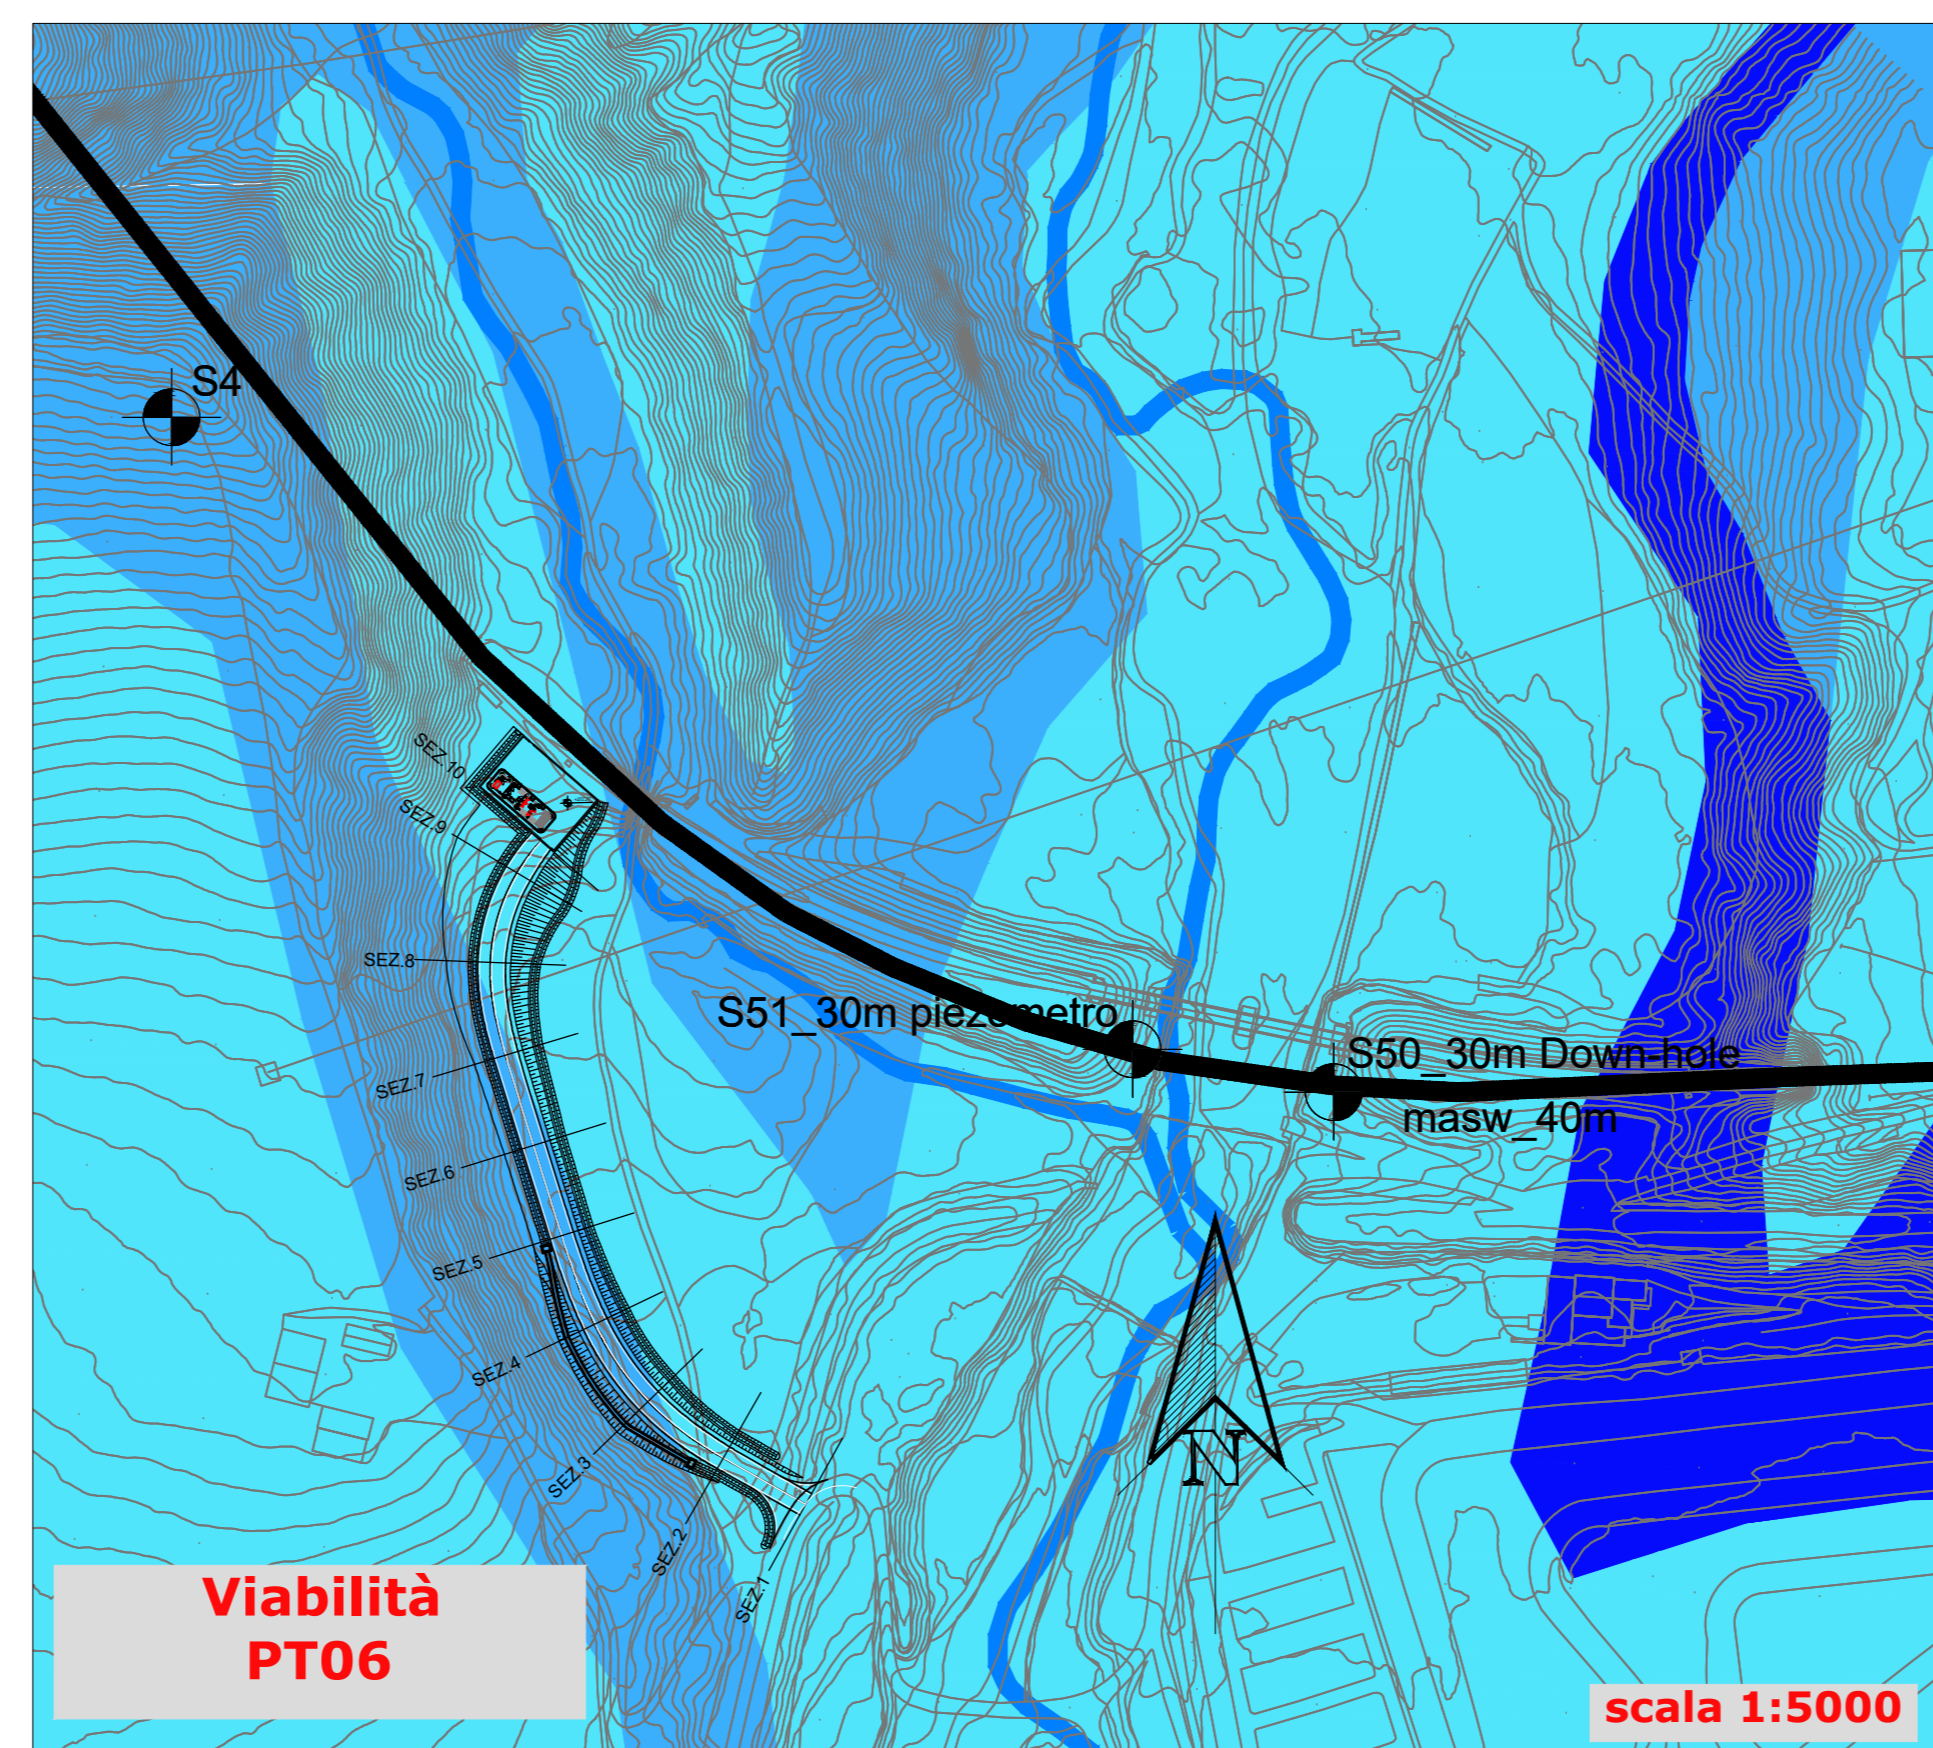 S4
SEZ.10
SEZ.9
SEZ.8
S51_30m piezometro
S50_30m Down-hole
masw_40m
SEZ.7
SEZ.6
SEZ.5
SEZ.4
SEZ.3
SEZ.2
SEZ.1
N
Viabilità
PT06
scala 1:5000